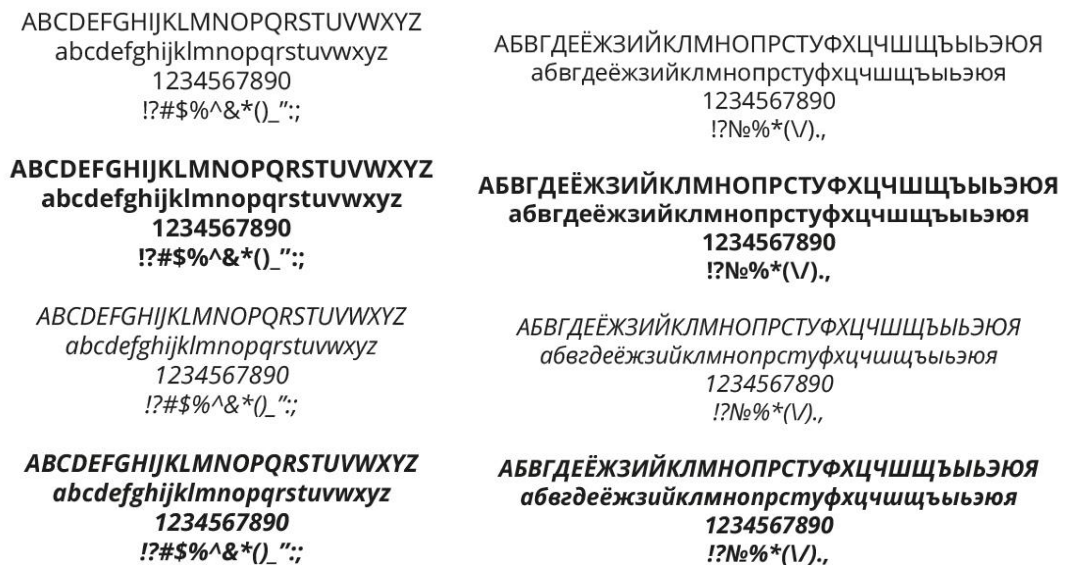 ABCDEFGHIJKLMNOPQRSTUVWXYZ
abcdefghijklmnopqrstuvwxyz
1234567890
!?#$%^&*()_”:;
ABCDEFGHIJKLMNOPQRSTUVWXYZ
abcdefghijklmnopqrstuvwxyz
1234567890
!?#$%^&*()_”:;
ABCDEFGHIJKLMNOPQRSTUVWXYZ
abcdefghijklmnopqrstuvwxyz
1234567890
!?#$%^&*()_”:;
ABCDEFGHIJKLMNOPQRSTUVWXYZ
abcdefghijklmnopqrstuvwxyz
1234567890
!?#$%^&*()_”:;
АБВГДЕЁЖЗИЙКЛМНОПРСТУФХЦЧШЩЪЫЬЭЮЯ
абвгдеёжзийклмнопрстуфхцчшщъыьэюя
1234567890
!?№%*(\/).,
АБВГДЕЁЖЗИЙКЛМНОПРСТУФХЦЧШЩЪЫЬЭЮЯ
абвгдеёжзийклмнопрстуфхцчшщъыьэюя
1234567890
!?№%*(\/).,
АБВГДЕЁЖЗИЙКЛМНОПРСТУФХЦЧШЩЪЫЬЭЮЯ
абвгдеёжзийклмнопрстуфхцчшщъыьэюя
1234567890
!?№%*(\/).,
АБВГДЕЁЖЗИЙКЛМНОПРСТУФХЦЧШЩЪЫЬЭЮЯ
абвгдеёжзийклмнопрстуфхцчшщъыьэюя
1234567890
!?№%*(\/).,